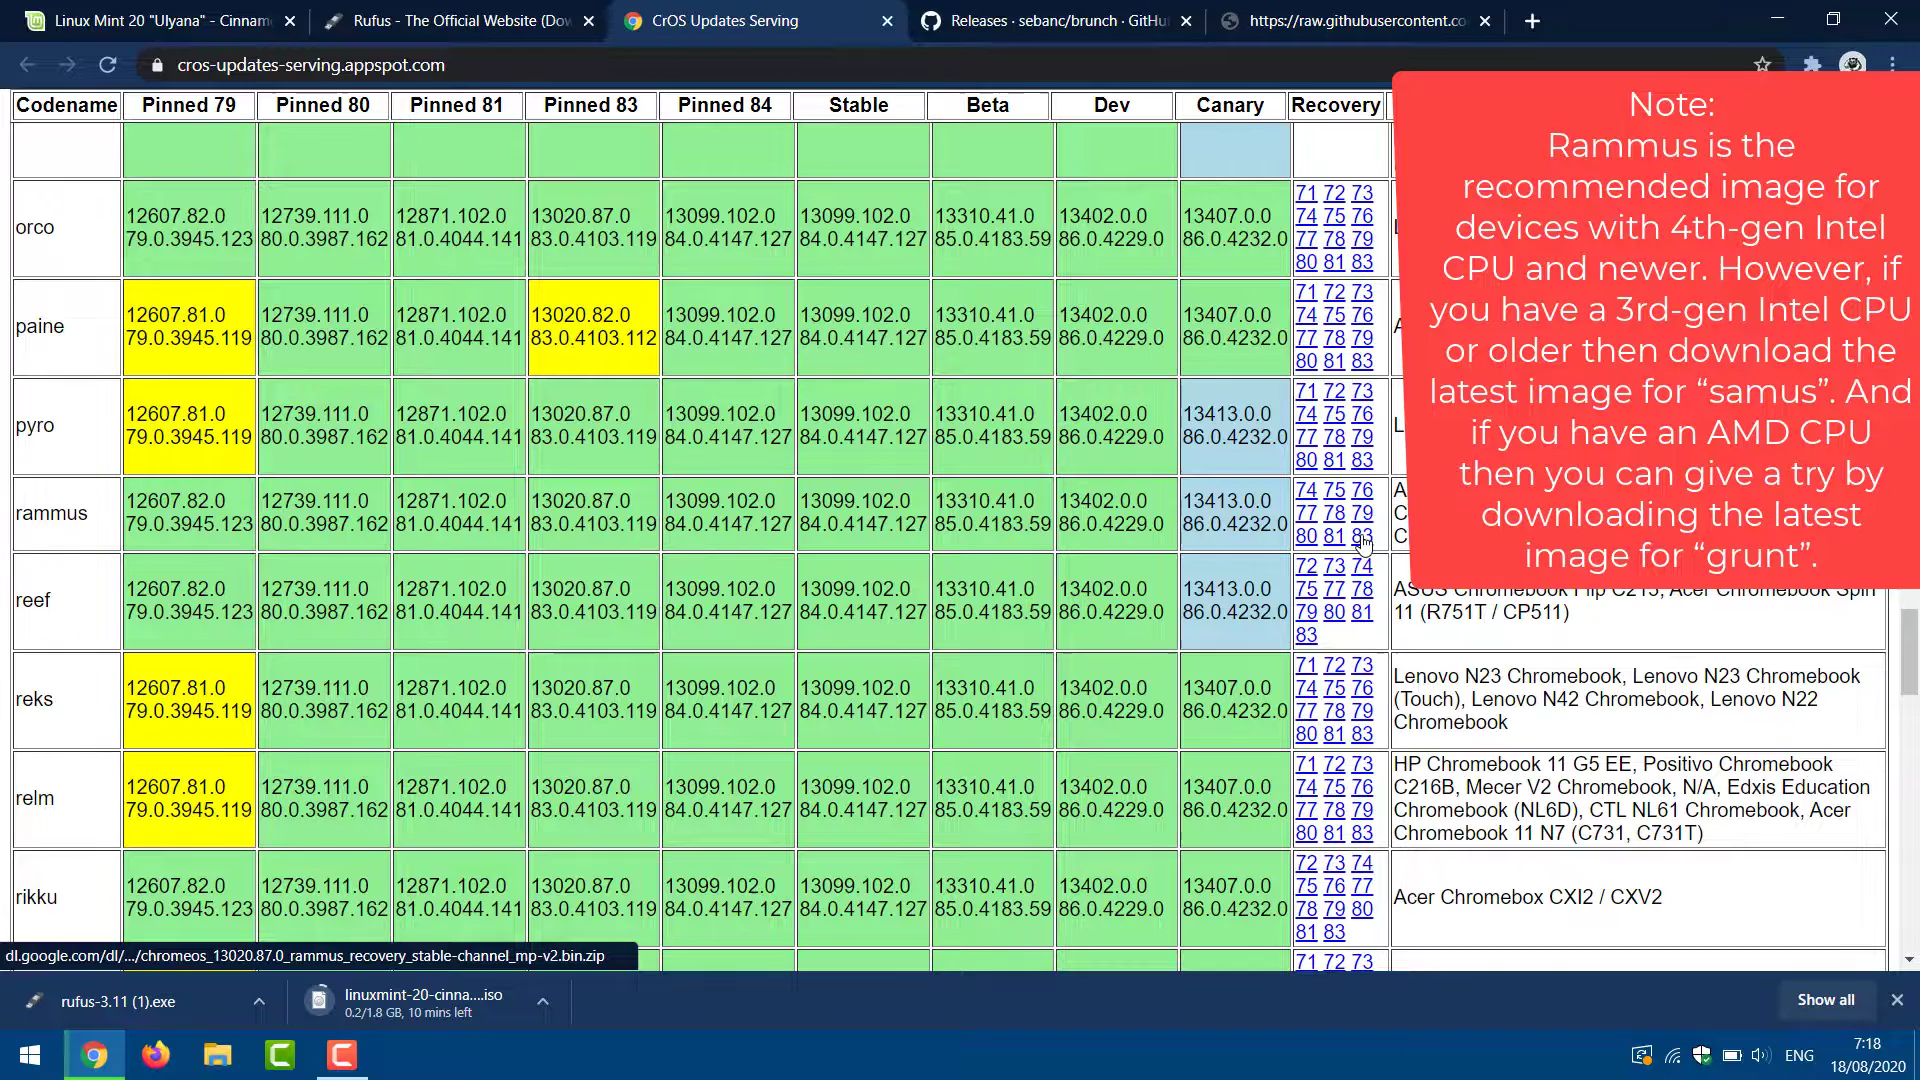 Linux Mint 20 "Ulyana" - Cinnam
Rufus - The Official Website (Dow
CrOS Updates Serving
Releases · sebanc/brunch · GitHu
https://raw.githubusercontent.co
cros-updates-serving.appspot.com
Codename Pinned 79 Pinned 80 Pinned 81 Pinned 83 Pinned 84 Stable Beta Dev Canary Recovery
orco
12607.82.0 12739.111.0 12871.102.0 13020.87.0 13099.102.0 13099.102.0 13310.41.0 13402.0.0 13407.0.0
79.0.3945.123 80.0.3987.162 81.0.4044.141 83.0.4103.119 84.0.4147.127 84.0.4147.127 85.0.4183.59 86.0.4229.0 86.0.4232.0
71 72 73
74 75 76
77 78 79
80 81 83
paine
12607.81.0 12739.111.0 12871.102.0 13020.82.0 13099.102.0 13099.102.0 13310.41.0 13402.0.0 13407.0.0
79.0.3945.119 80.0.3987.162 81.0.4044.141 83.0.4103.112 84.0.4147.127 84.0.4147.127 85.0.4183.59 86.0.4229.0 86.0.4232.0
71 72 73
74 75 76
77 78 79
80 81 83
A
pyro
12607.81.0 12739.111.0 12871.102.0 13020.87.0 13099.102.0 13099.102.0 13310.41.0 13402.0.0 13413.0.0
79.0.3945.119 80.0.3987.162 81.0.4044.141 83.0.4103.119 84.0.4147.127 84.0.4147.127 85.0.4183.59 86.0.4229.0 86.0.4232.0
71 72 73
74 75 76
77 78 79
80 81 83
L
rammus
12607.82.0 12739.111.0 12871.102.0 13020.87.0 13099.102.0 13099.102.0 13310.41.0 13402.0.0 13413.0.0
79.0.3945.123 80.0.3987.162 81.0.4044.141 83.0.4103.119 84.0.4147.127 84.0.4147.127 85.0.4183.59 86.0.4229.0 86.0.4232.0
74 75 76
77 78 79
80 81 83
A
C
C
reef
12607.82.0 12739.111.0 12871.102.0 13020.87.0 13099.102.0 13099.102.0 13310.41.0 13402.0.0 13413.0.0
79.0.3945.123 80.0.3987.162 81.0.4044.141 83.0.4103.119 84.0.4147.127 84.0.4147.127 85.0.4183.59 86.0.4229.0 86.0.4232.0
72 73 74
75 77 78
79 80 81
83
ASUS Chromebook Flip C213, Acer Chromebook Spin
11 (R751T / CP511)
reks
12607.81.0 12739.111.0 12871.102.0 13020.87.0 13099.102.0 13099.102.0 13310.41.0 13402.0.0 13407.0.0
79.0.3945.119 80.0.3987.162 81.0.4044.141 83.0.4103.119 84.0.4147.127 84.0.4147.127 85.0.4183.59 86.0.4229.0 86.0.4232.0
71 72 73
74 75 76
77 78 79
80 81 83
Lenovo N23 Chromebook, Lenovo N23 Chromebook
(Touch), Lenovo N42 Chromebook, Lenovo N22
Chromebook
relm
12607.81.0 12739.111.0 12871.102.0 13020.87.0 13099.102.0 13099.102.0 13310.41.0 13402.0.0 13407.0.0
79.0.3945.119 80.0.3987.162 81.0.4044.141 83.0.4103.119 84.0.4147.127 84.0.4147.127 85.0.4183.59 86.0.4229.0 86.0.4232.0
71 72 73
74 75 76
77 78 79
80 81 83
HP Chromebook 11 G5 EE, Positivo Chromebook
C216B, Mecer V2 Chromebook, N/A, Edxis Education
Chromebook (NL6D), CTL NL61 Chromebook, Acer
Chromebook 11 N7 (C731, C731T)
rikku
12607.82.0 12739.111.0 12871.102.0 13020.87.0 13099.102.0 13099.102.0 13310.41.0 13402.0.0 13407.0.0
79.0.3945.123 80.0.3987.162 81.0.4044.141 83.0.4103.119 84.0.4147.127 84.0.4147.127 85.0.4183.59 86.0.4229.0 86.0.4232.0
72 73 74
75 76 77
78 79 80
81 83
Acer Chromebox CXI2 / CXV2
71 72 73
Note:
Rammus is the
recommended image for
devices with 4th-gen Intel
CPU and newer. However, if
you have a 3rd-gen Intel CPU
or older then download the
latest image for “samus”. And
if you have an AMD CPU
then you can give a try by
downloading the latest
image for “grunt”.
dl.google.com/dl/.../chromeos_13020.87.0_rammus_recovery_stable-channel_mp-v2.bin.zip
rufus-3.11 (1).exe
linuxmint-20-cinna....iso
0.2/1.8 GB, 10 mins left
Show all
ENG
7:18
18/08/2020